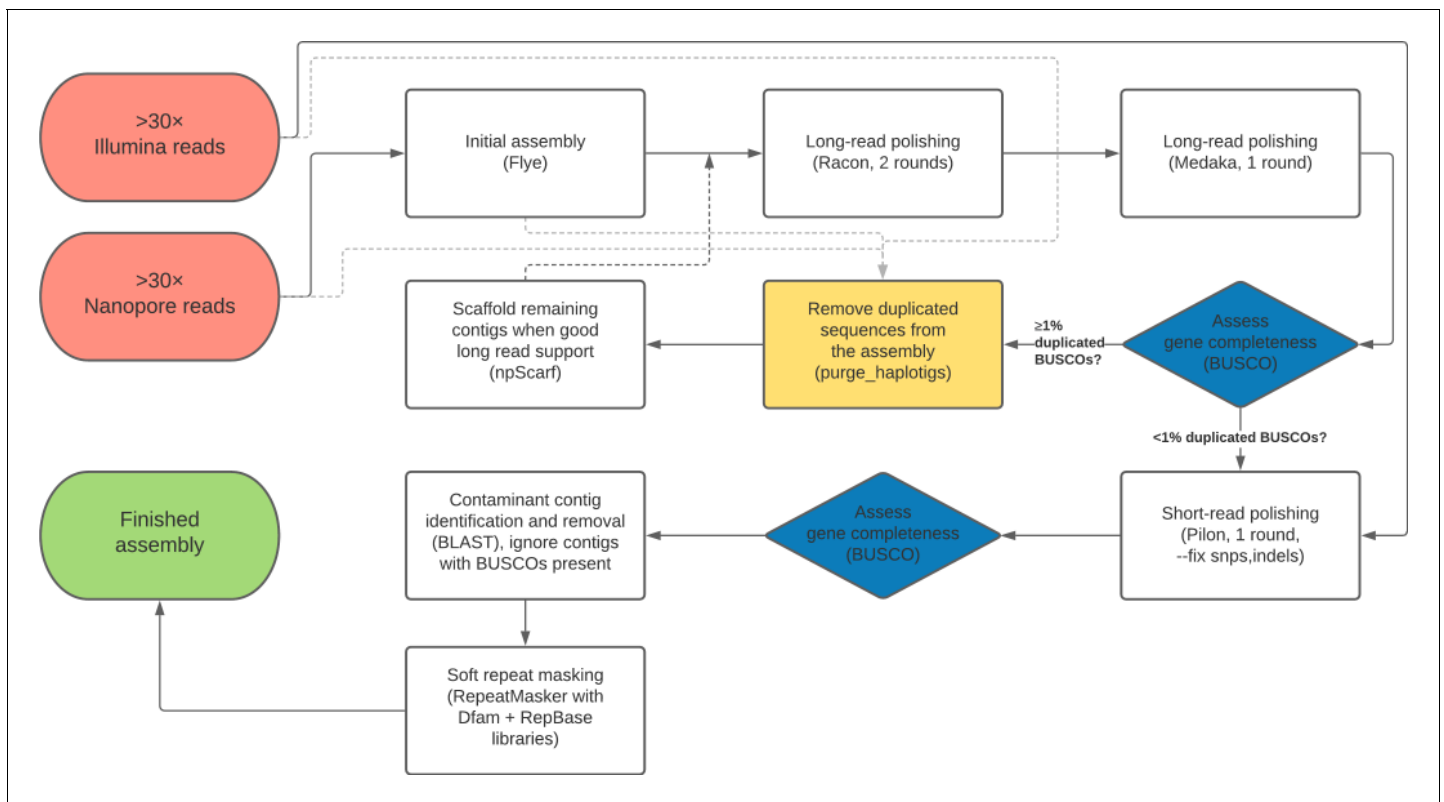 >30×
Illumina reads
Initial assembly
(Flye)
Long-read polishing
(Racon, 2 rounds)
Long-read polishing
(Medaka, 1 round)
>30×
Nanopore reads
Scaffold remaining
contigs when good
long read support
(npScarf)
Remove duplicated
sequences from
the assembly
(purge_haplotigs)
≥1%
duplicated
BUSCOs?
Assess
gene completeness
(BUSCO)
<1% duplicated BUSCOs?
Finished
assembly
Contaminant contig
identification and removal
(BLAST), ignore contigs
with BUSCOs present
Assess
gene completeness
(BUSCO)
Short-read polishing
(Pilon, 1 round,
--fix snps,indels)
Soft repeat masking
(RepeatMasker with
Dfam + RepBase
libraries)